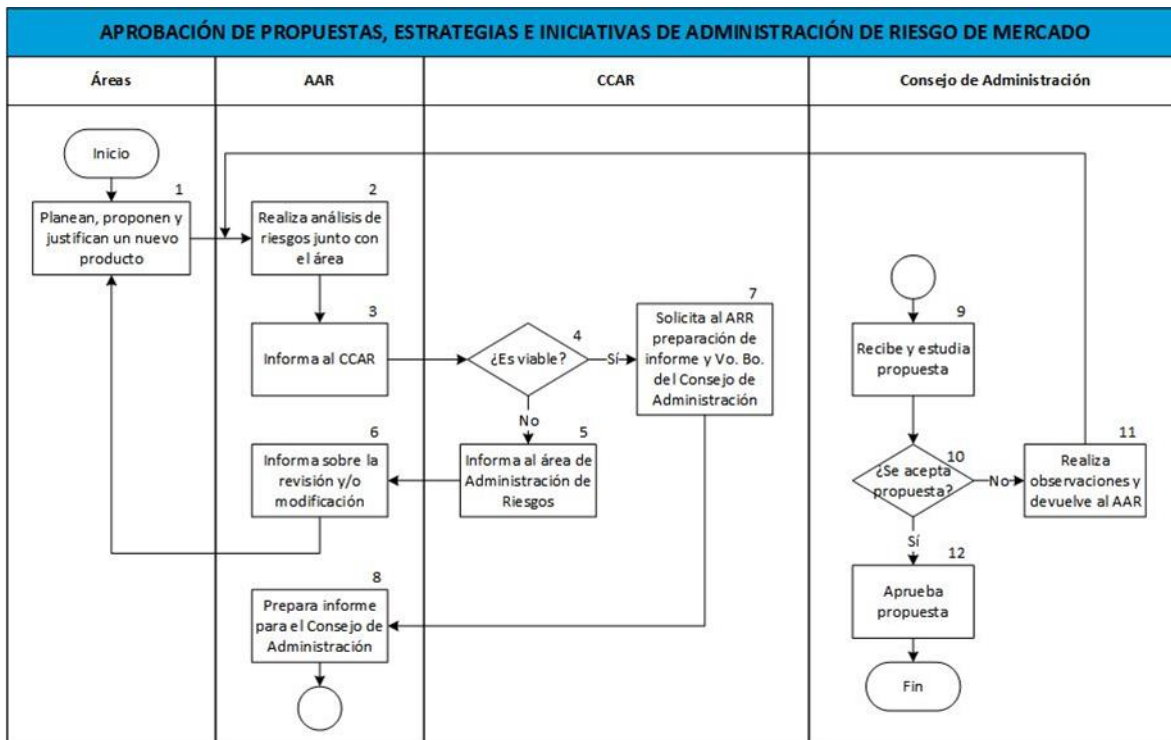 APROBACIÓN DE PROPUESTAS, ESTRATEGIAS E INICIATIVAS DE ADMINISTRACIÓN DE RIESGO DE MERCADO
Áreas
AAR
CCAR
Consejo de Administración
Inicio
1
Planean, proponen y
justifican un nuevo
producto
2
Realiza análisis de
riesgos junto con
el área
3
Informa al CCAR
4
¿Es viable?
Sí
No
5
Informa al área de
Administración de
Riesgos
6
Informa sobre la
revisión y/o
modificación
7
Solicita al ARR
preparación de
informe y Vo. Bo.
del Consejo de
Administración
8
Prepara informe
para el Consejo de
Administración
9
Recibe y estudia
propuesta
10
¿Se acepta
propuesta?
No
Sí
11
Realiza
observaciones y
devuelve al AAR
12
Aprueba
propuesta
Fin